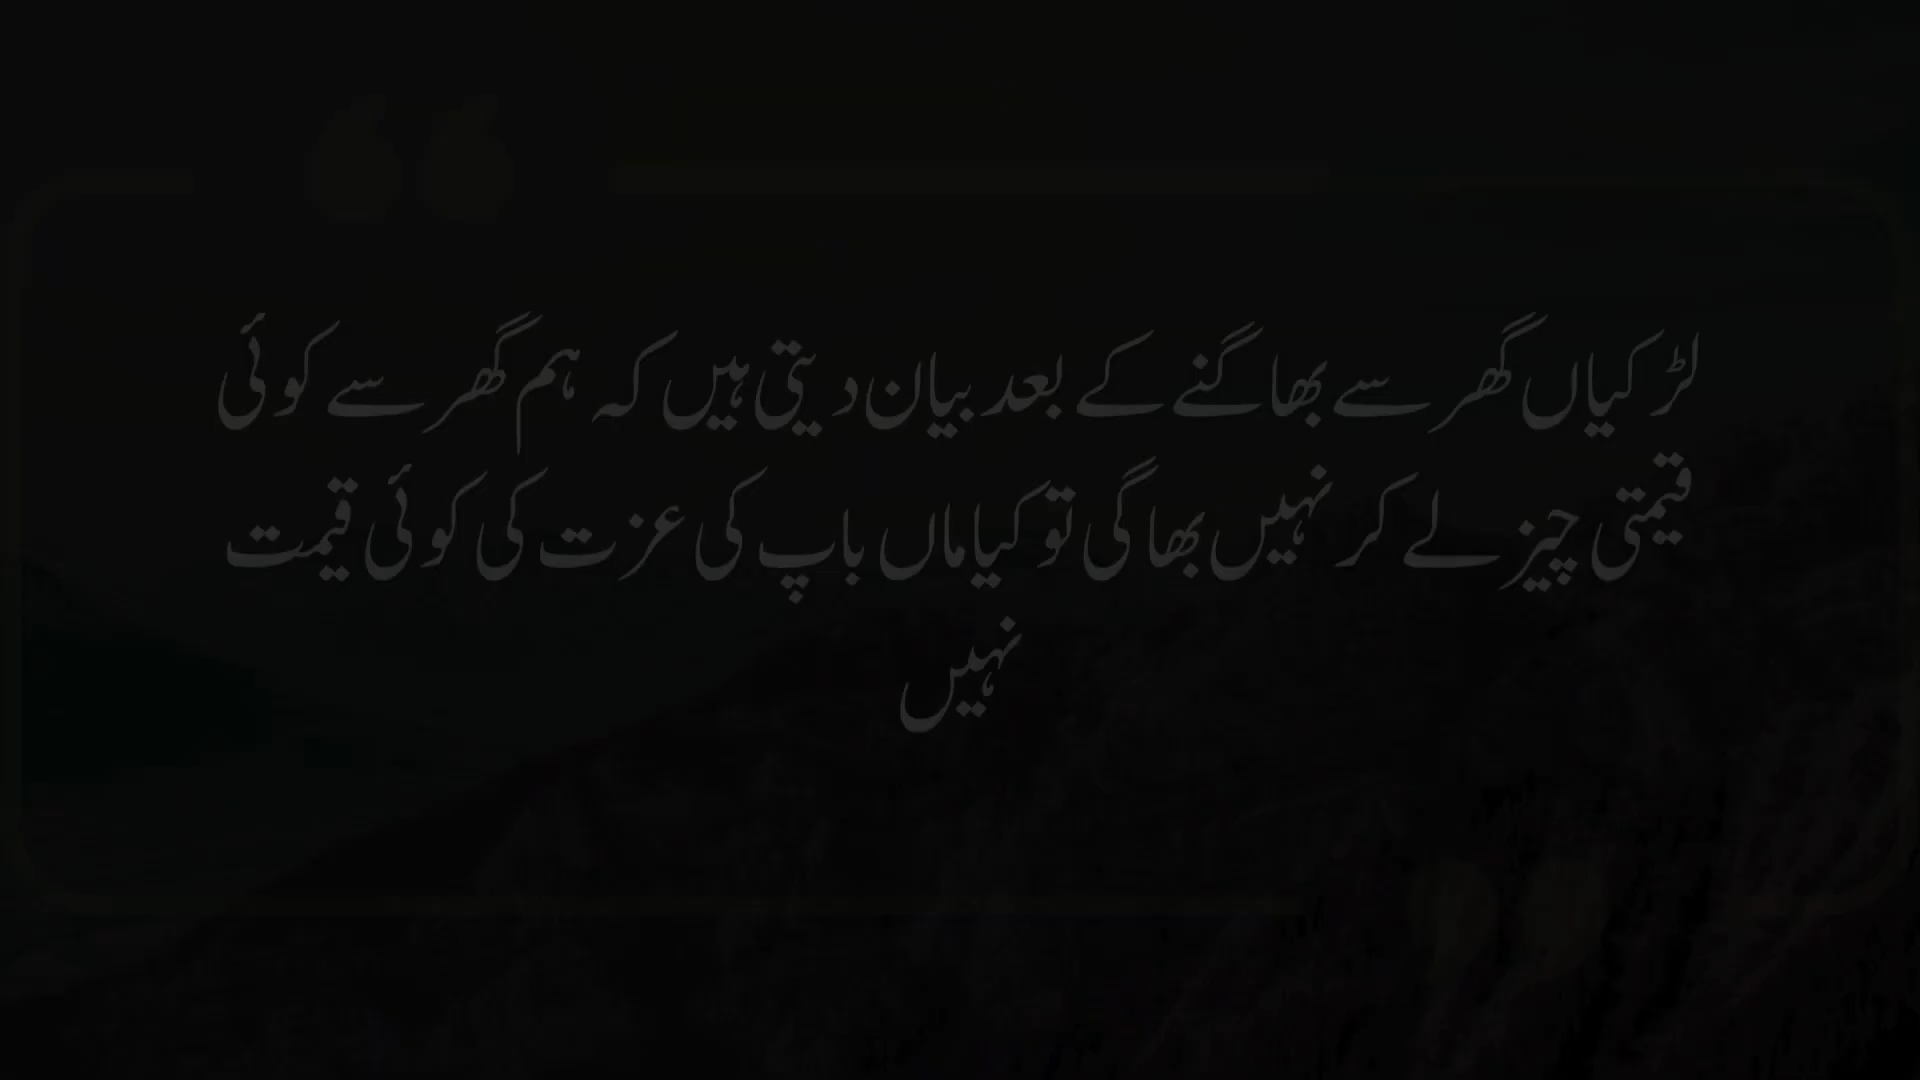 لڑکیاں گھر سے بھاگنے کے بعد بیان دیتی ہیں کہ ہم گھر سے کوئی
قیمتی چیز لے کر نہیں بھاگی تو کیا ماں باپ کی عزت کی کوئی قیمت
نہیں